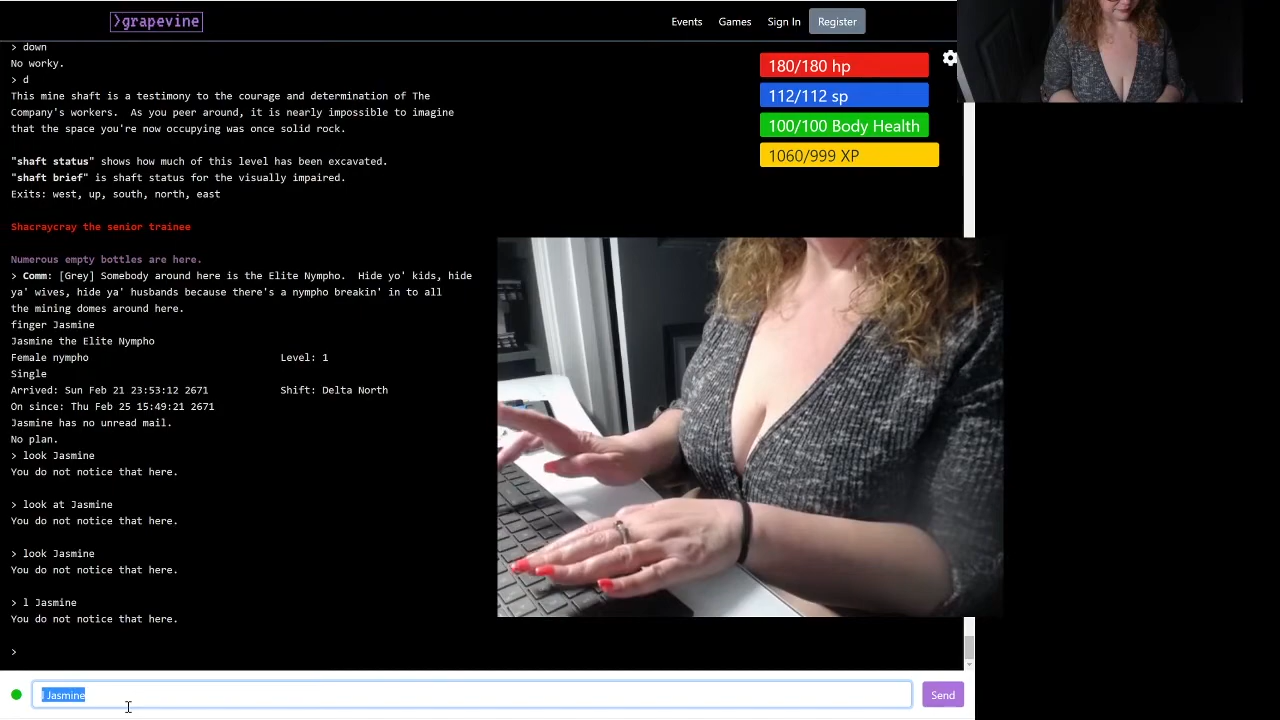 >grapevine
Events Games Sign In Register
> down
No worky.
> d
This mine shaft is a testimony to the courage and determination of The
Company's workers. As you peer around, it is nearly impossible to imagine
that the space you're now occupying was once solid rock.
"shaft status" shows how much of this level has been excavated.
"shaft brief" is shaft status for the visually impaired.
Exits: west, up, south, north, east
Shacraycray the senior trainee
Numerous empty bottles are here.
> Comm: [Grey] Somebody around here is the Elite Nympho. Hide yo' kids, hide
ya' wives, hide ya' husbands because there's a nympho breakin' in to all
the mining domes around here.
finger Jasmine
Jasmine the Elite Nympho
Female nympho Level: 1
Single
Arrived: Sun Feb 21 23:53:12 2671 Shift: Delta North
On since: Thu Feb 25 15:49:21 2671
Jasmine has no unread mail.
No plan.
> look Jasmine
You do not notice that here.
> look at Jasmine
You do not notice that here.
> look Jasmine
You do not notice that here.
> l Jasmine
You do not notice that here.
>
180/180 hp
112/112 sp
100/100 Body Health
1060/999 XP
l Jasmine
Send